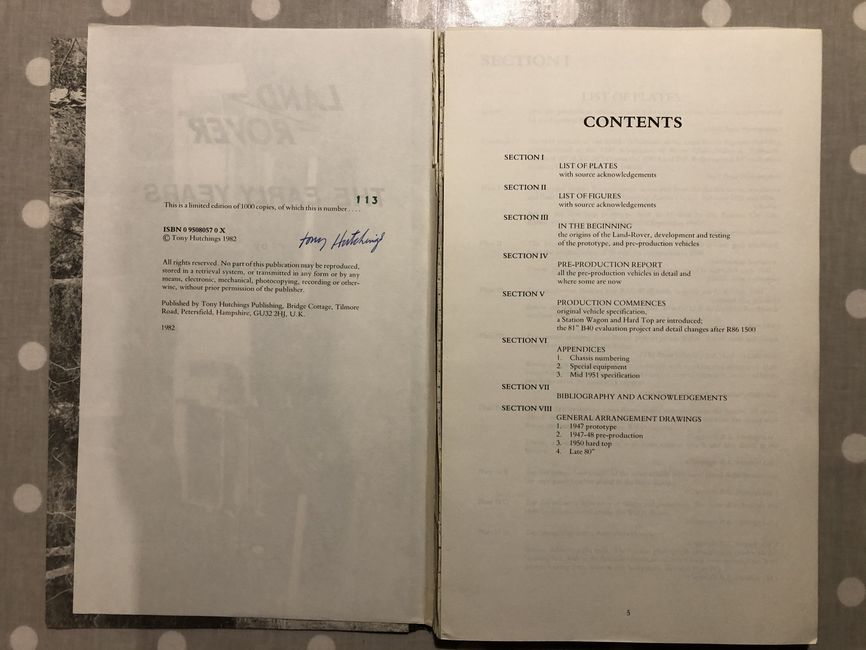 LAND
ROVER
THE EARLY YEARS
This is a limited edition of 1000 copies, of which this is number .... 113
ISBN 0 9508057 0 X
© Tony Hutchings 1982
Tony Hutchings
All rights reserved. No part of this publication may be reproduced,
stored in a retrieval system, or transmitted in any form or by any
means, electronic, mechanical, photocopying, recording or other-
wise, without prior permission of the publisher.
Published by Tony Hutchings Publishing, Bridge Cottage, Tilmore
Road, Petersfield, Hampshire, GU32 2HJ, U.K.
1982
SECTION I
LIST OF PLATES
CONTENTS
SECTION I
LIST OF PLATES
with source acknowledgements
SECTION II
LIST OF FIGURES
with source acknowledgements
SECTION III
IN THE BEGINNING
the origins of the Land-Rover, development and testing
of the prototype, and pre-production vehicles
SECTION IV
PRE-PRODUCTION REPORT
all the pre-production vehicles in detail and
where some are now
SECTION V
PRODUCTION COMMENCES
original vehicle specification,
a Station Wagon and Hard Top are introduced;
the 81" B40 evaluation project and detail changes after R86 1500
SECTION VI
APPENDICES
1. Chassis numbering
2. Special equipment
3. Mid 1951 specification
SECTION VII
BIBLIOGRAPHY AND ACKNOWLEDGEMENTS
SECTION VIII
GENERAL ARRANGEMENT DRAWINGS
1. 1947 prototype
2. 1947-48 pre-production
3. 1950 hard top
4. Late 80"
5